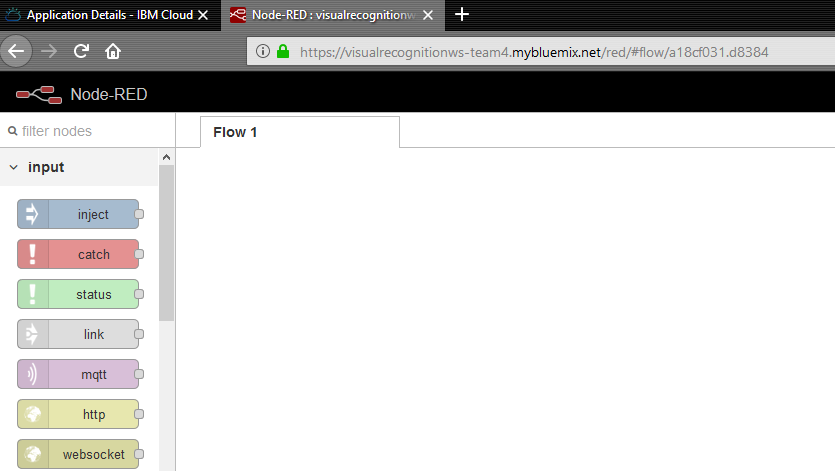 Application Details - IBM Cloud
Node-RED : visualrecognitionw
https://visualrecognitionws-team4.mybluemix.net/red/#flow/a18cf031.d8384
Node-RED
filter nodes
Flow 1
input
inject
catch
status
link
mqtt
http
websocket